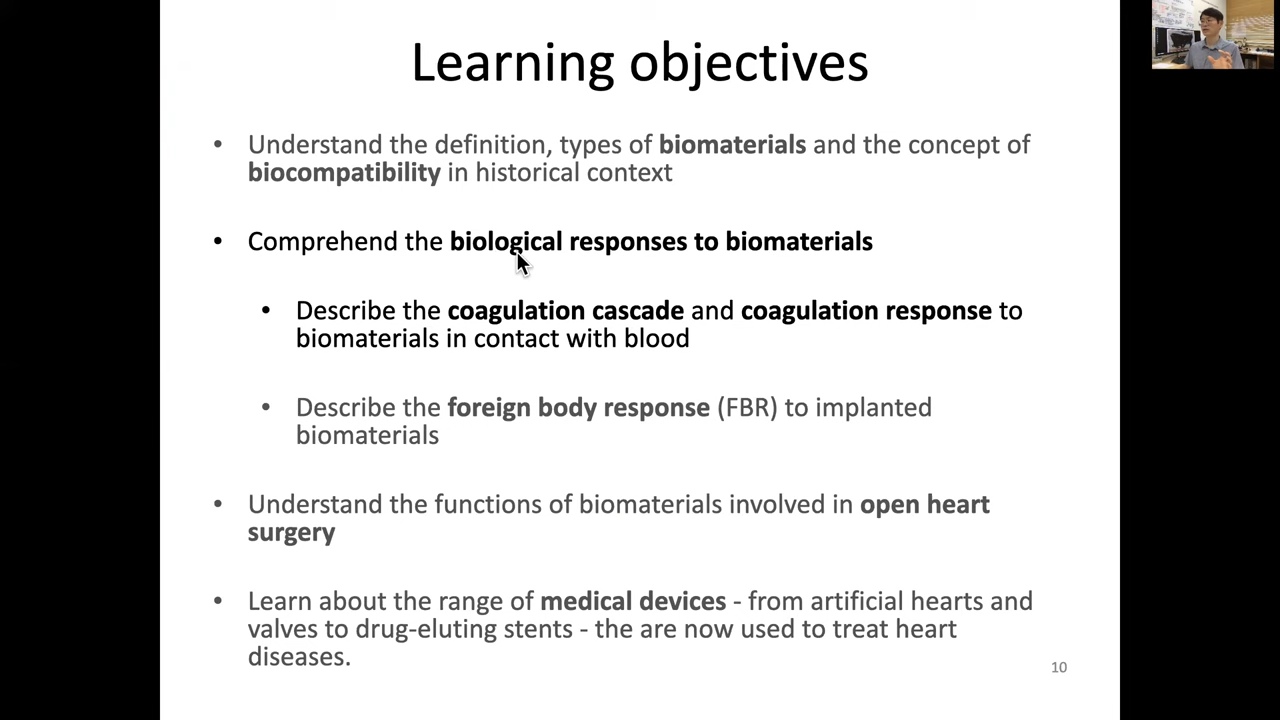 Learning objectives
• Understand the definition, types of biomaterials and the concept of
biocompatibility in historical context
• Comprehend the biological responses to biomaterials
• Describe the coagulation cascade and coagulation response to
biomaterials in contact with blood
• Describe the foreign body response (FBR) to implanted
biomaterials
• Understand the functions of biomaterials involved in open heart
surgery
• Learn about the range of medical devices - from artificial hearts and
valves to drug-eluting stents - the are now used to treat heart
diseases.
10